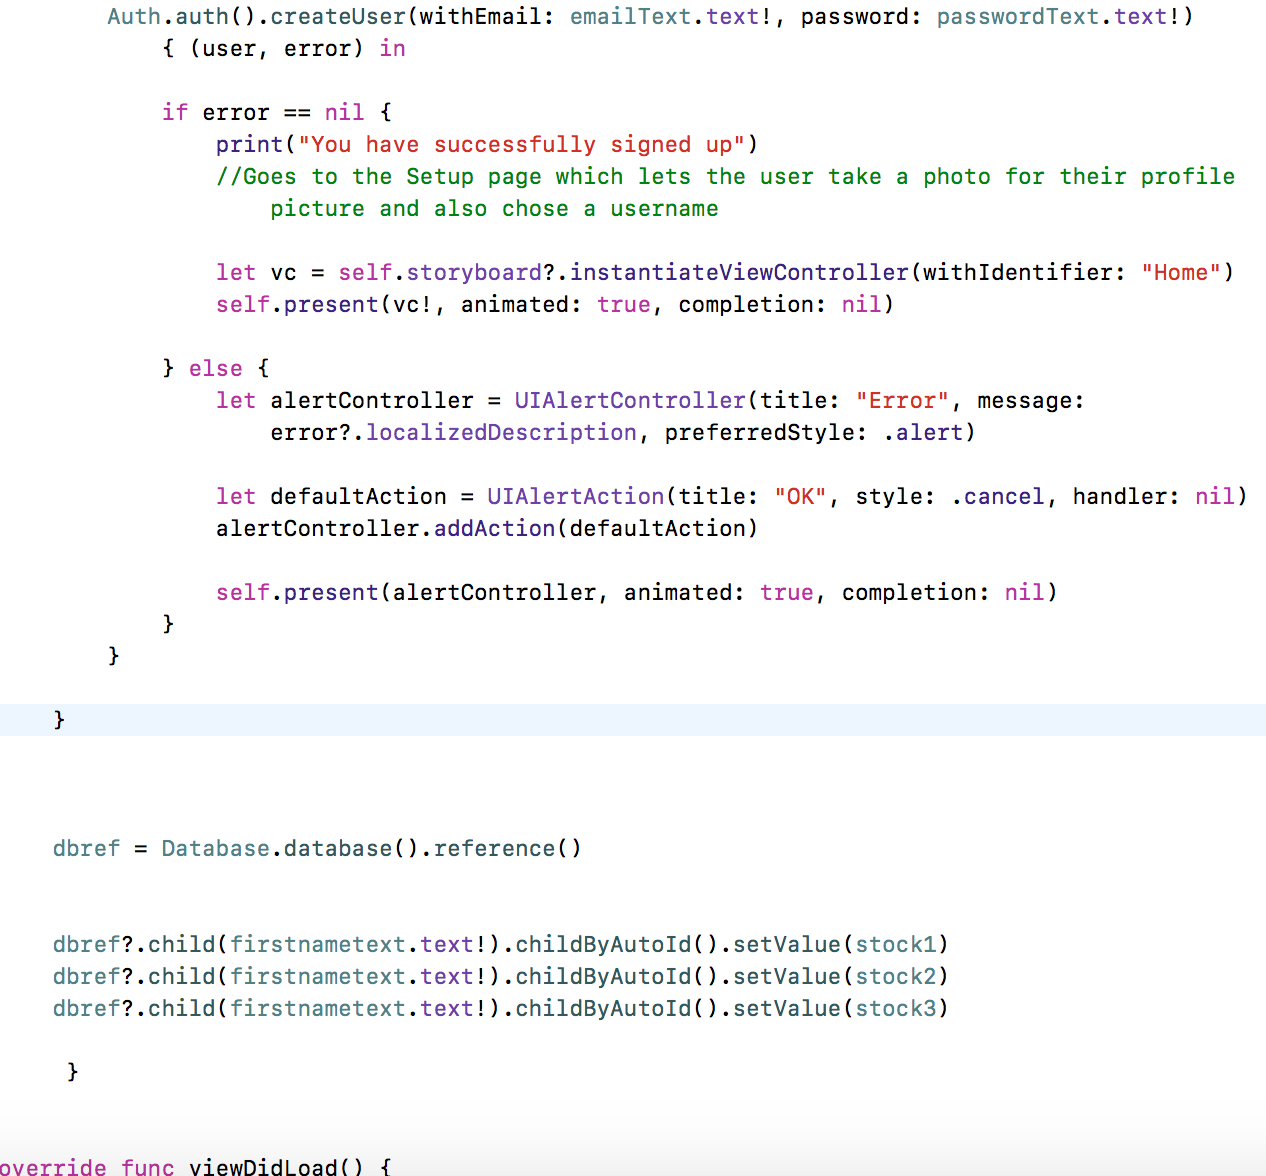 Auth.auth().createUser(withEmail: emailText.text!, password: passwordText.text!)
{ (user, error) in
if error == nil {
print("You have successfully signed up")
//Goes to the Setup page which lets the user take a photo for their profile
picture and also chose a username
let vc = self.storyboard?.instantiateViewController(withIdentifier: "Home")
self.present(vc!, animated: true, completion: nil)
} else {
let alertController = UIAlertController(title: "Error", message:
error?.localizedDescription, preferredStyle: .alert)
let defaultAction = UIAlertAction(title: "OK", style: .cancel, handler: nil)
alertController.addAction(defaultAction)
self.present(alertController, animated: true, completion: nil)
}
}
}
dbref = Database.database().reference()
dbref?.child(firstnametext.text!).childByAutoId().setValue(stock1)
dbref?.child(firstnametext.text!).childByAutoId().setValue(stock2)
dbref?.child(firstnametext.text!).childByAutoId().setValue(stock3)
}
override func viewDidLoad() {